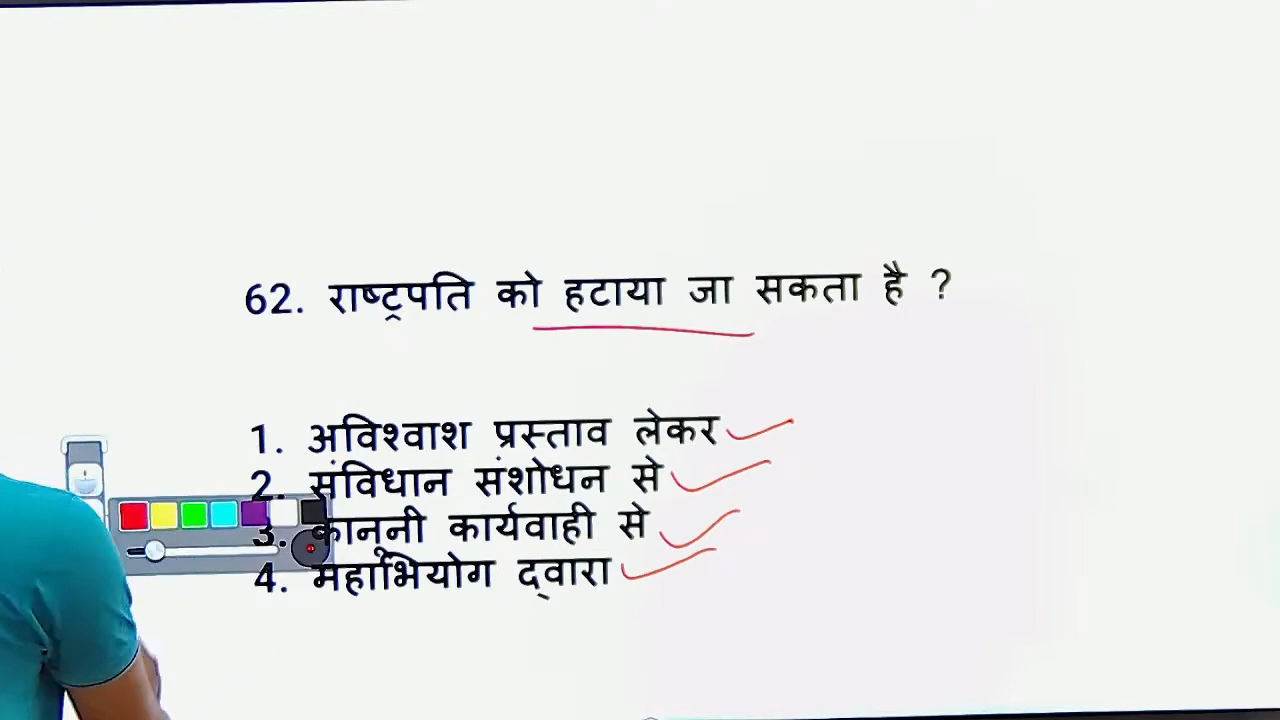 62. राष्ट्रपति को हटाया जा सकता है ?
1. अविश्वाश प्रस्ताव लेकर
2. संविधान संशोधन से
3. कानूनी कार्यवाही से
4. महाभियोग द्वारा